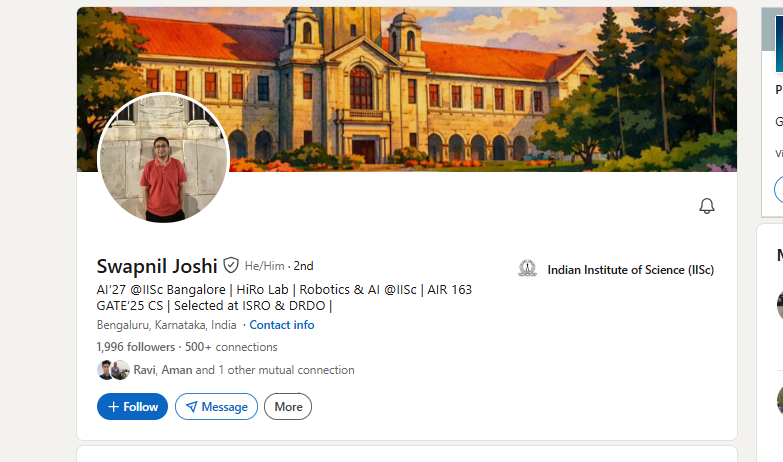 Swapnil Joshi He/Him · 2nd
Indian Institute of Science (IISc)
AI'27 @IISc Bangalore | HiRo Lab | Robotics & AI @IISc | AIR 163
GATE'25 CS | Selected at ISRO & DRDO |
Bengaluru, Karnataka, India · Contact info
1,996 followers · 500+ connections
Ravi, Aman and 1 other mutual connection
+ Follow
Message
More
P
G
Vi